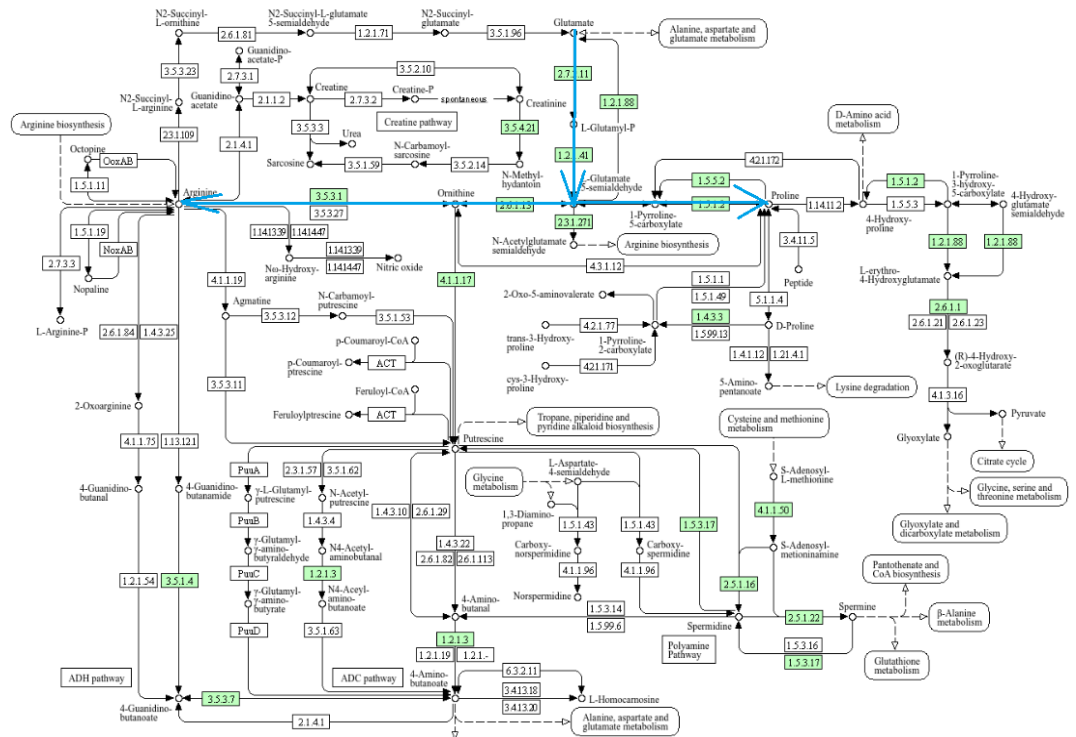 N2-Succinyl-
L-ornithine
2.6.1.81
N2-Succinyl-L-glutamate
5-semialdehyde
1.2.1.71
N2-Succinyl-
glutamate
3.5.1.96
Glutamate
Alanine, aspartate and
glutamate metabolism
3.5.3.23
Guanidino-
acetate-P
2.7.3.1
N2-Succinyl-
L-arginine
Guanidino-
acetate
2.1.1.2
Creatine
3.5.2.10
2.7.3.2
Creatine-P
spontaneous
Creatinine
1.2.1.88
L-Glutamyl-P
Arginine biosynthesis
2.3.1.109
2.1.4.1
3.5.3.3
Urea
Creatine pathway
3.5.4.21
D-Amino acid
metabolism
Octopine
OoxAB
1.5.1.11
Sarcosine
3.5.1.59
N-Carbamoyl-
sarcosine
3.5.2.14
N-Methyl-
hydantoin
4.2.1.172
Arginine
3.5.3.1
3.5.3.27
Ornithine
2.6.1.13
5-semialdehyde
2.3.1.271
1-Pyrroline-
5-carboxylate
1.5.5.2
1.5.1.2
Proline
1.14.11.2
4-Hydroxy-
proline
1.5.1.2
1.5.5.3
1-Pyrroline-
3-hydroxy-
5-carboxylate
4-Hydroxy-
glutamate
semialdehyde
1.5.1.19
NoxAB
Nopaline
2.7.3.3
L-Arginine-P
1.14.13.39
1.14.14.47
1.14.13.39
1.14.14.47
Nω-Hydroxy-
arginine
Nitric oxide
N-Acetylglutamate
semialdehyde
Arginine biosynthesis
4.3.1.12
3.4.11.5
Peptide
1.2.1.88
1.2.1.88
L-erythro-
4-Hydroxyglutamate
4.1.1.19
Agmatine
3.5.3.12
N-Carbamoyl-
putrescine
3.5.1.53
4.1.1.17
2-Oxo-5-aminovalerate
1.5.1.1
1.5.1.49
5.1.1.4
1.4.3.3
1.5.99.13
D-Proline
2.6.1.1
2.6.1.21
2.6.1.23
2.6.1.84
1.4.3.25
trans-3-Hydroxy-
proline
4.2.1.77
1-Pyrroline-
2-carboxylate
cys-3-Hydroxy-
proline
4.2.1.171
1.4.1.12
1.21.4.1
5-Amino-
pentanoate
Lysine degradation
(R)-4-Hydroxy-
2-oxoglutarate
4.1.3.16
Pyruvate
Glyoxylate
Citrate cycle
p-Coumaroyl-CoA
ACT
p-Coumaroyl-
ptrescine
Feruloyl-CoA
ACT
Feruloylptrescine
3.5.3.11
2-Oxoarginine
4.1.1.75
1.13.12.1
Putrescine
Tropane, piperidine and
pyridine alkaloid biosynthesis
Cysteine and methionine
metabolism
S-Adenosyl-
L-methionine
4.1.1.50
S-Adenosyl-
methioninamine
Glycine, serine and
threonine metabolism
Glyoxylate and
dicarboxylate metabolism
4-Guanidino-
butanal
4-Guanidino-
butanamide
PuuA
γ-L-Glutamyl-
putrescine
PuuB
γ-Glutamyl-
γ-amino-
butyraldehyde
PuuC
γ-Glutamyl-
γ-amino-
butyrate
PuuD
2.3.1.57
3.5.1.62
N-Acetyl-
putrescine
1.4.3.4
N4-Acetyl-
aminobutanal
1.2.1.3
N4-Aceyl-
amino-
butanoate
3.5.1.63
1.4.3.10
2.6.1.29
1.4.3.22
2.6.1.82
2.6.1.113
Glycine
metabolism
L-Aspartate-
4-semialdehyde
1,3-Diamino-
propane
1.5.1.43
1.5.1.43
Carboxy-
norspermidine
Carboxy-
spermidine
4.1.1.96
4.1.1.96
Norspermidine
1.5.3.17
2.5.1.16
1.2.1.54
3.5.1.4
4-Amino-
butanal
1.5.3.14
1.5.99.6
Spermidine
2.5.1.22
Spermine
1.5.3.16
1.5.3.17
Pantothenate and
CoA biosynthesis
β-Alanine
metabolism
Glutathione
metabolism
Polyamine
Pathway
1.2.1.3
1.2.1.19
1.2.1.-
ADH pathway
ADC pathway
4-Amino-
butanoate
6.3.2.11
3.4.13.18
3.4.13.20
L-Homocarnosine
3.5.3.7
4-Guanidino-
butanoate
2.1.4.1
Alanine, aspartate and
glutamate metabolism